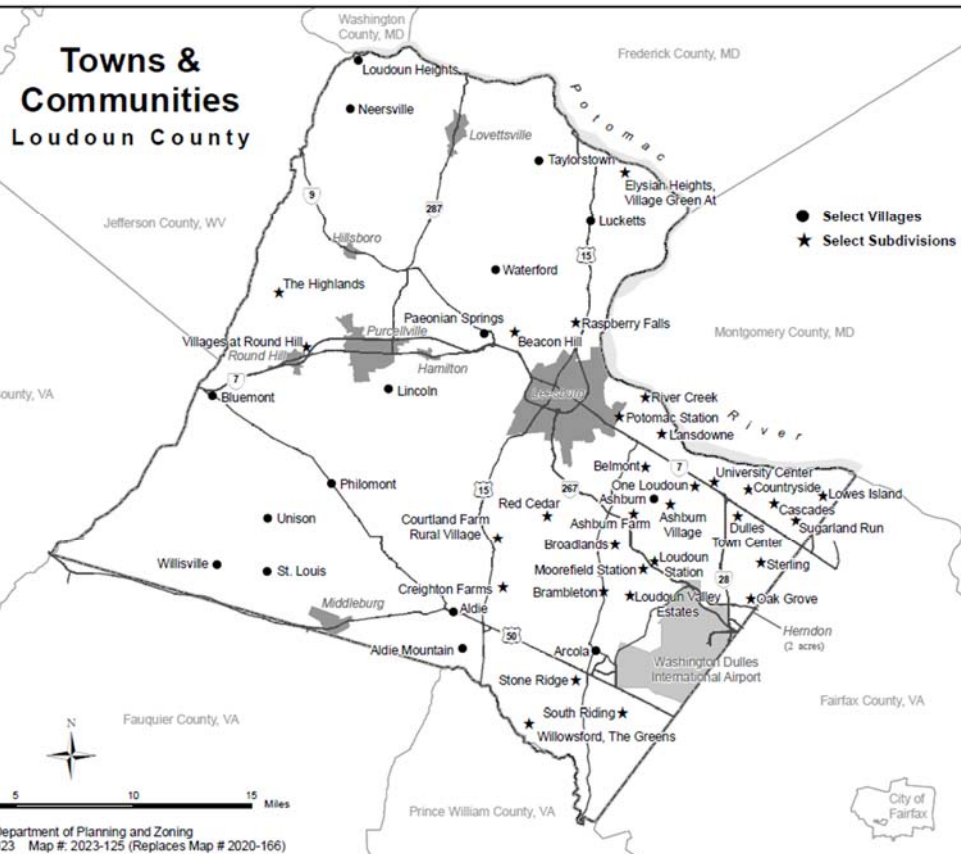 Towns &
Communities
Loudoun County
Washington
County, MD
Frederick County, MD
Loudoun Heights
Neersville
Lovettsville
Potomac
Taylorstown
Elysian Heights,
Village Green At
Jefferson County, WV
9
287
Lucketts
Select Villages
Select Subdivisions
Hillsboro
15
Waterford
The Highlands
Paeonian Springs
Raspberry Falls
Montgomery County, MD
Purcellville
Beacon Hill
Villages at Round Hill
Round Hill
Hamilton
7
Lincoln
Leesburg
ounty, VA
Bluemont
River Creek
Potomac Station
River
Lansdowne
Belmont
7
University Center
Philomont
15
267
One Loudoun
Countryside
Lowes Island
Red Cedar
Ashburn
Cascades
Unison
Courtland Farm
Rural Village
Ashburn Farm
Ashburn
Village
Dulles
Town Center
Sugarland Run
Broadlands
Willisville
St. Louis
Moorefield Station
Loudoun
Station
Sterling
28
Creighton Farms
Brambleton
Loudoun Valley
Estates
Oak Grove
Middleburg
Aldie
50
Herndon
(2 acres)
Aldie Mountain
Arcola
Washington Dulles
International Airport
Stone Ridge
Fairfax County, VA
Fauquier County, VA
South Riding
N
Willowsford, The Greens
5
10
15
Miles
Prince William County, VA
City of
Fairfax
epartment of Planning and Zoning
23 Map #: 2023-125 (Replaces Map # 2020-166)